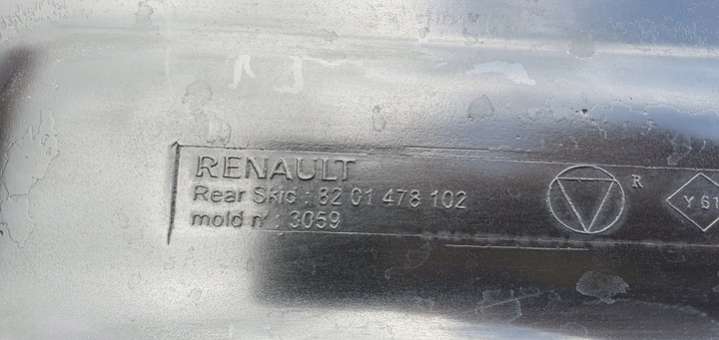 RENAULT
Rear Skid : 82 01 478 102
mold n° : 3059
R
Y 61